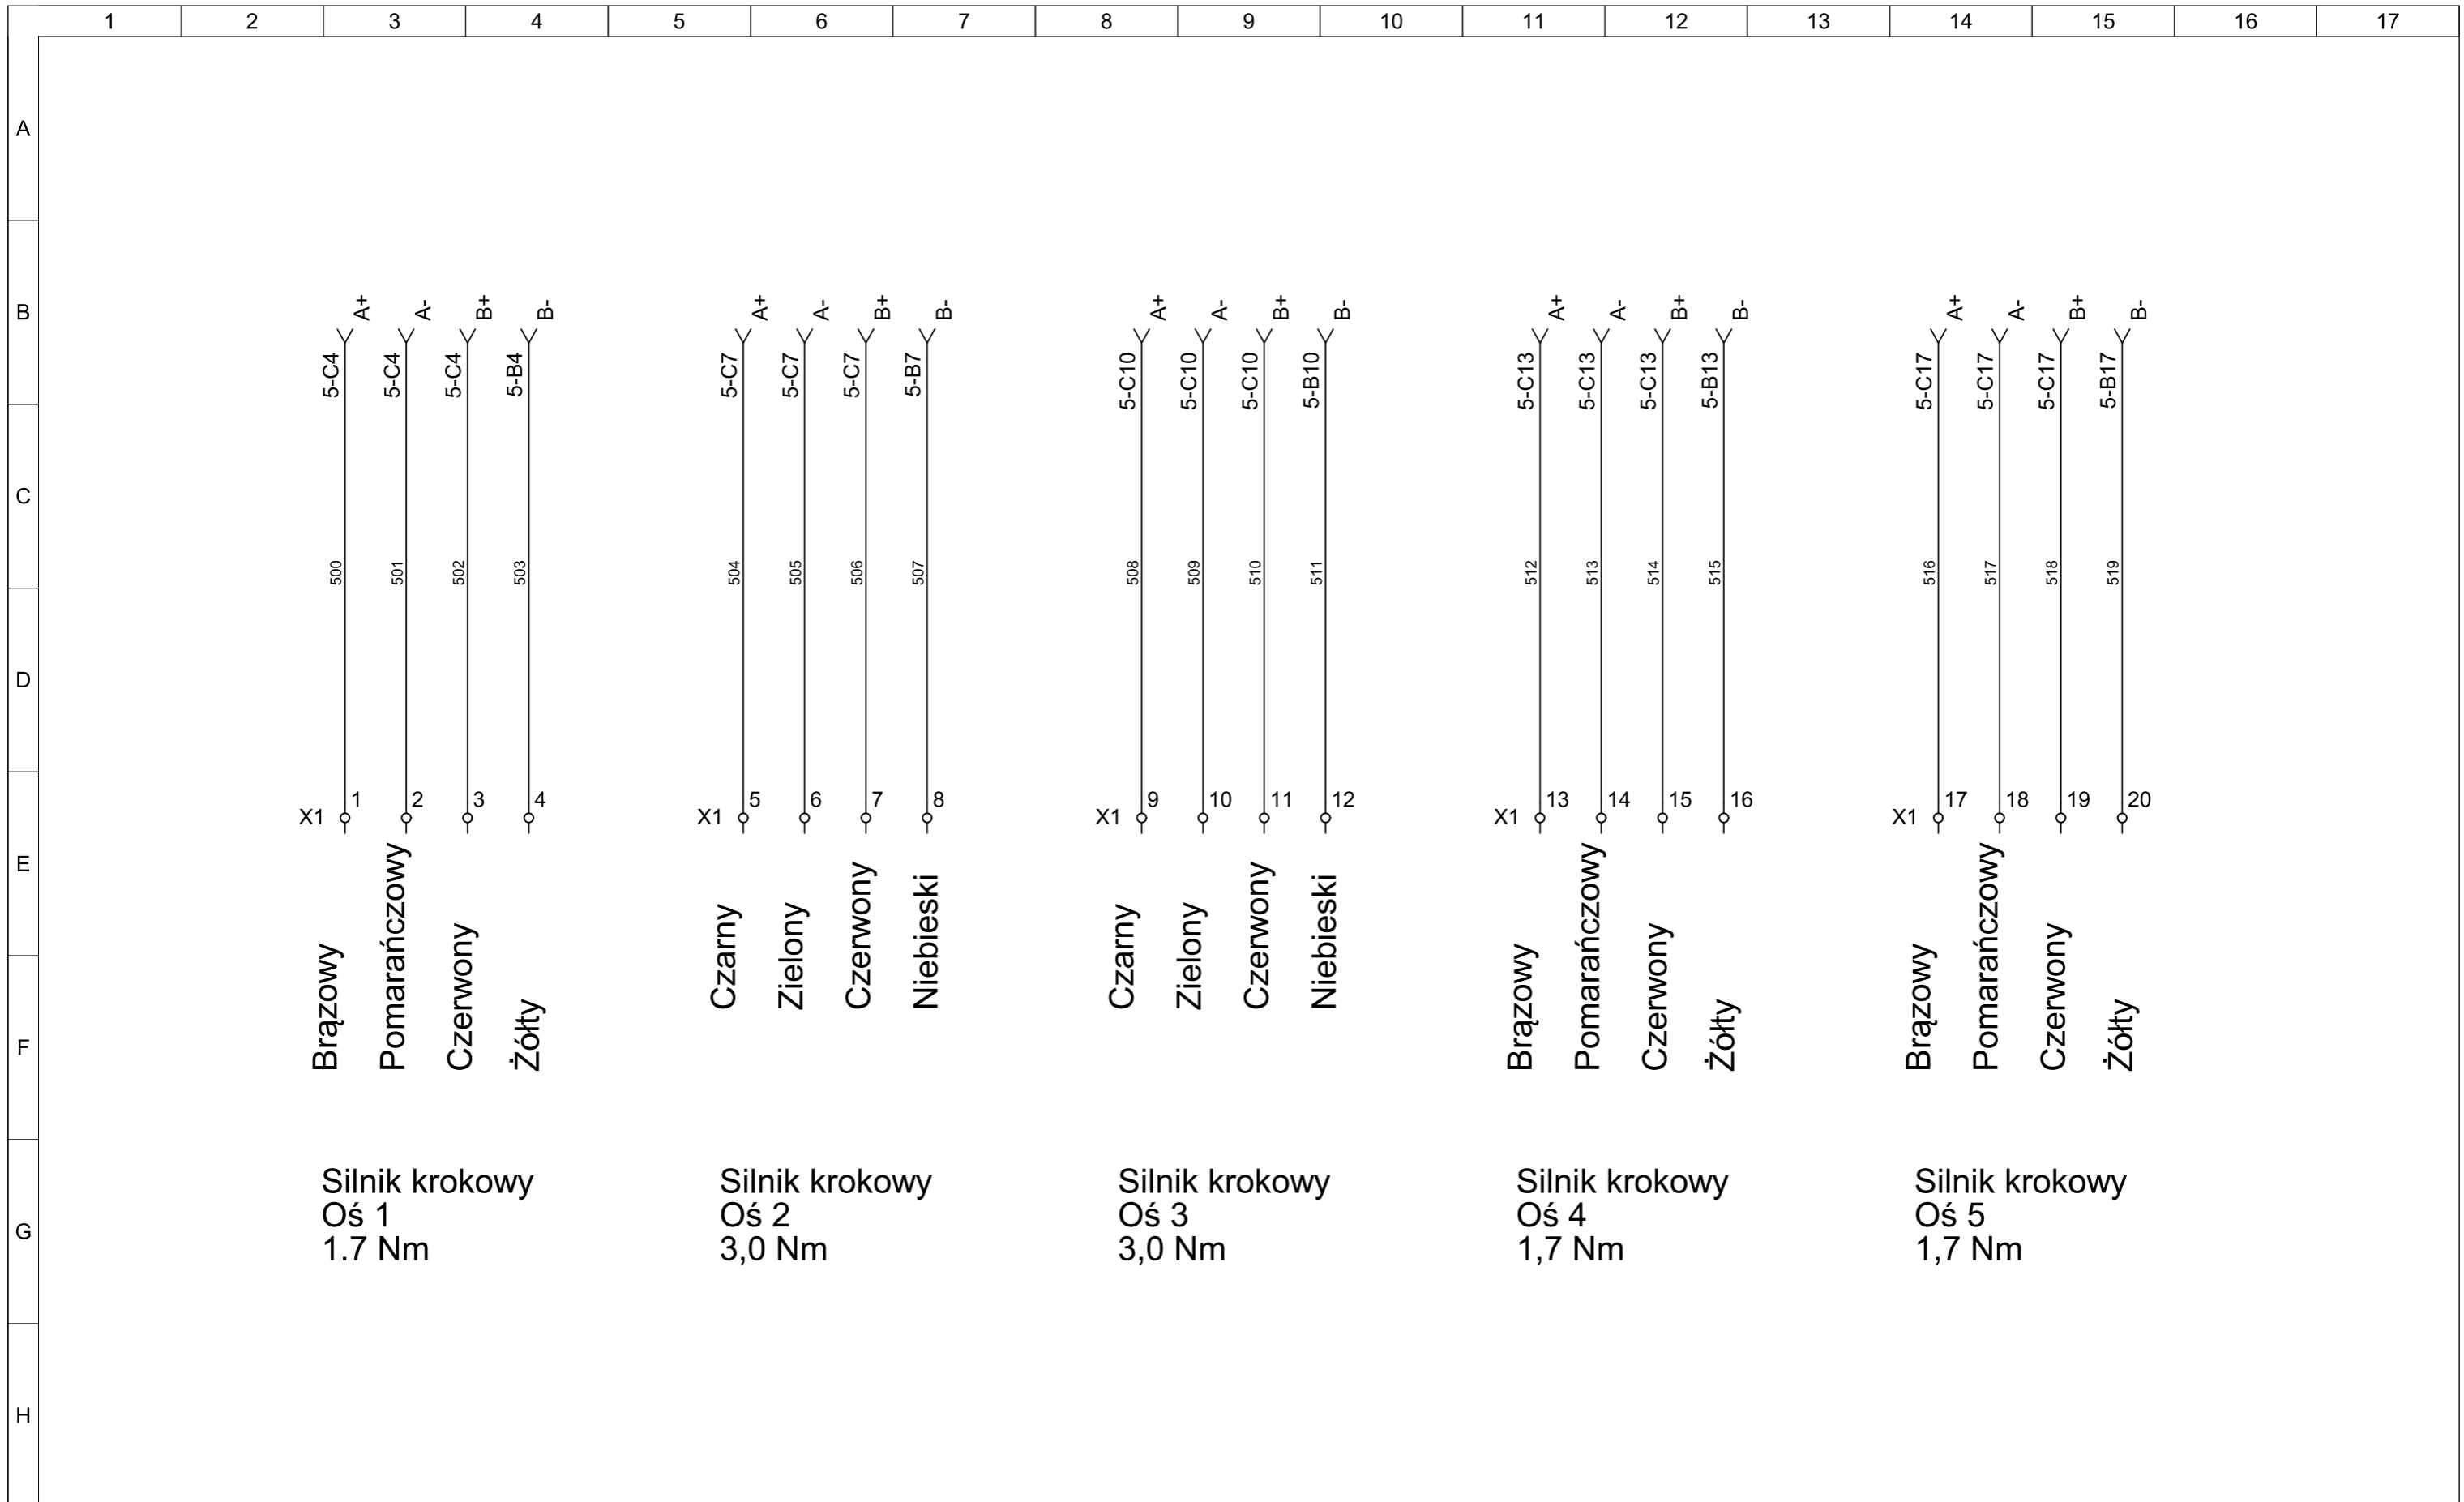 1 2 3 4 5 6 7 8 9 10 11 12 13 14 15 16 17
A
B
A+ A- B+ B- A+ A- B+ B- A+ A- B+ B- A+ A- B+ B- A+ A- B+ B-
5-C4 5-C4 5-C4 5-B4 5-C7 5-C7 5-C7 5-B7 5-C10 5-C10 5-C10 5-B10 5-C13 5-C13 5-C13 5-B13 5-C17 5-C17 5-C17 5-B17
C
500 501 502 503 504 505 506 507 508 509 510 511 512 513 514 515 516 517 518 519
D
X1 1 2 3 4 X1 5 6 7 8 X1 9 10 11 12 X1 13 14 15 16 X1 17 18 19 20
E
Brązowy Pomarańczowy Czerwony Żółty Czarny Zielony Czerwony Niebieski Czarny Zielony Czerwony Niebieski Brązowy Pomarańczowy Czerwony Żółty Brązowy Pomarańczowy Czerwony Żółty
F
G
Silnik krokowy
Oś 1
1.7 Nm
Silnik krokowy
Oś 2
3,0 Nm
Silnik krokowy
Oś 3
3,0 Nm
Silnik krokowy
Oś 4
1,7 Nm
Silnik krokowy
Oś 5
1,7 Nm
H